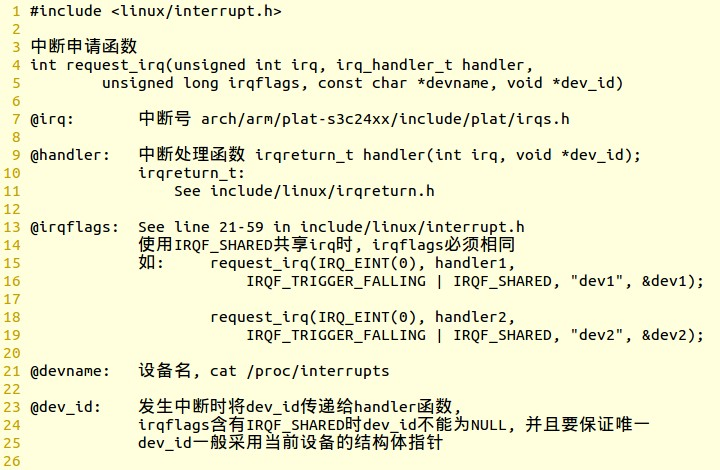 1 #include <linux/interrupt.h>
2
3 中断申请函数
4 int request_irq(unsigned int irq, irq_handler_t handler,
5         unsigned long irqflags, const char *devname, void *dev_id)
6
7 @irq:       中断号 arch/arm/plat-s3c24xx/include/plat/irqs.h
8
9 @handler:   中断处理函数 irqreturn_t handler(int irq, void *dev_id);
10             irqreturn_t:
11                 See include/linux/irqreturn.h
12
13 @irqflags:  See line 21-59 in include/linux/interrupt.h
14             使用IRQF_SHARED共享irq时, irqflags必须相同
15             如:     request_irq(IRQ_EINT(0), handler1,
16                         IRQF_TRIGGER_FALLING | IRQF_SHARED, "dev1", &dev1);
17
18                     request_irq(IRQ_EINT(0), handler2,
19                         IRQF_TRIGGER_FALLING | IRQF_SHARED, "dev2", &dev2);
20
21 @devname:   设备名, cat /proc/interrupts
22
23 @dev_id:    发生中断时将dev_id传递给handler函数,
24             irqflags含有IRQF_SHARED时dev_id不能为NULL, 并且要保证唯一
25             dev_id一般采用当前设备的结构体指针
26